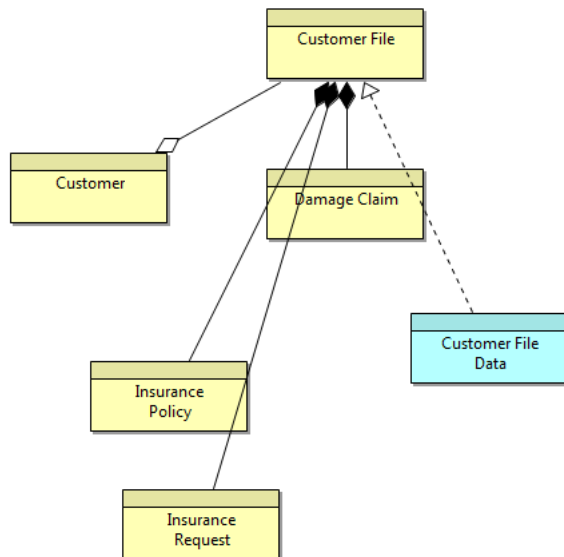 Customer File
Customer
Damage Claim
Customer File
Data
Insurance
Policy
Insurance
Request